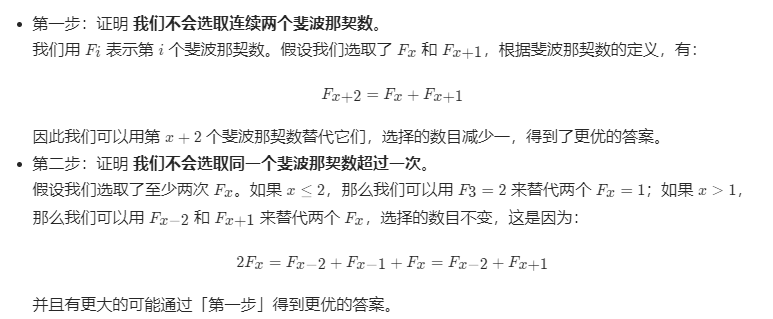 • 第一步：证明 我们不会选取连续两个斐波那契数。
我们用 F_i 表示第 i 个斐波那契数。假设我们选取了 F_x 和 F_{x+1}，根据斐波那契数的定义，有：
F_{x+2} = F_x + F_{x+1}
因此我们可以用第 x + 2 个斐波那契数替代它们，选择的数目减少一，得到了更优的答案。
• 第二步：证明 我们不会选取同一个斐波那契数超过一次。
假设我们选取了至少两次 F_x。如果 x ≤ 2，那么我们可以用 F3 = 2 来替代两个 F_x = 1；如果 x > 1，
那么我们可以用 F_{x−2} 和 F_{x+1} 来替代两个 F_x，选择的数目不变，这是因为：
2F_x = F_{x−2} + F_{x−1} + F_x = F_{x−2} + F_{x+1}
并且有更大的可能通过「第一步」得到更优的答案。